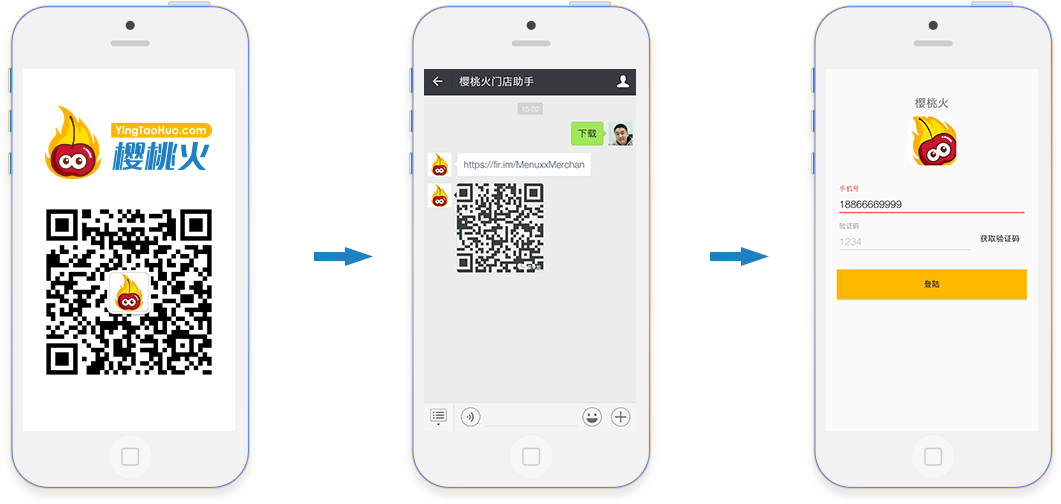 YingTaoHuo.com
樱桃火
樱桃火门店助手
15:02
下载
https://fir.im/MenuxxMerchan
樱桃火
手机号
18866669999
验证码
1234
获取验证码
登陆